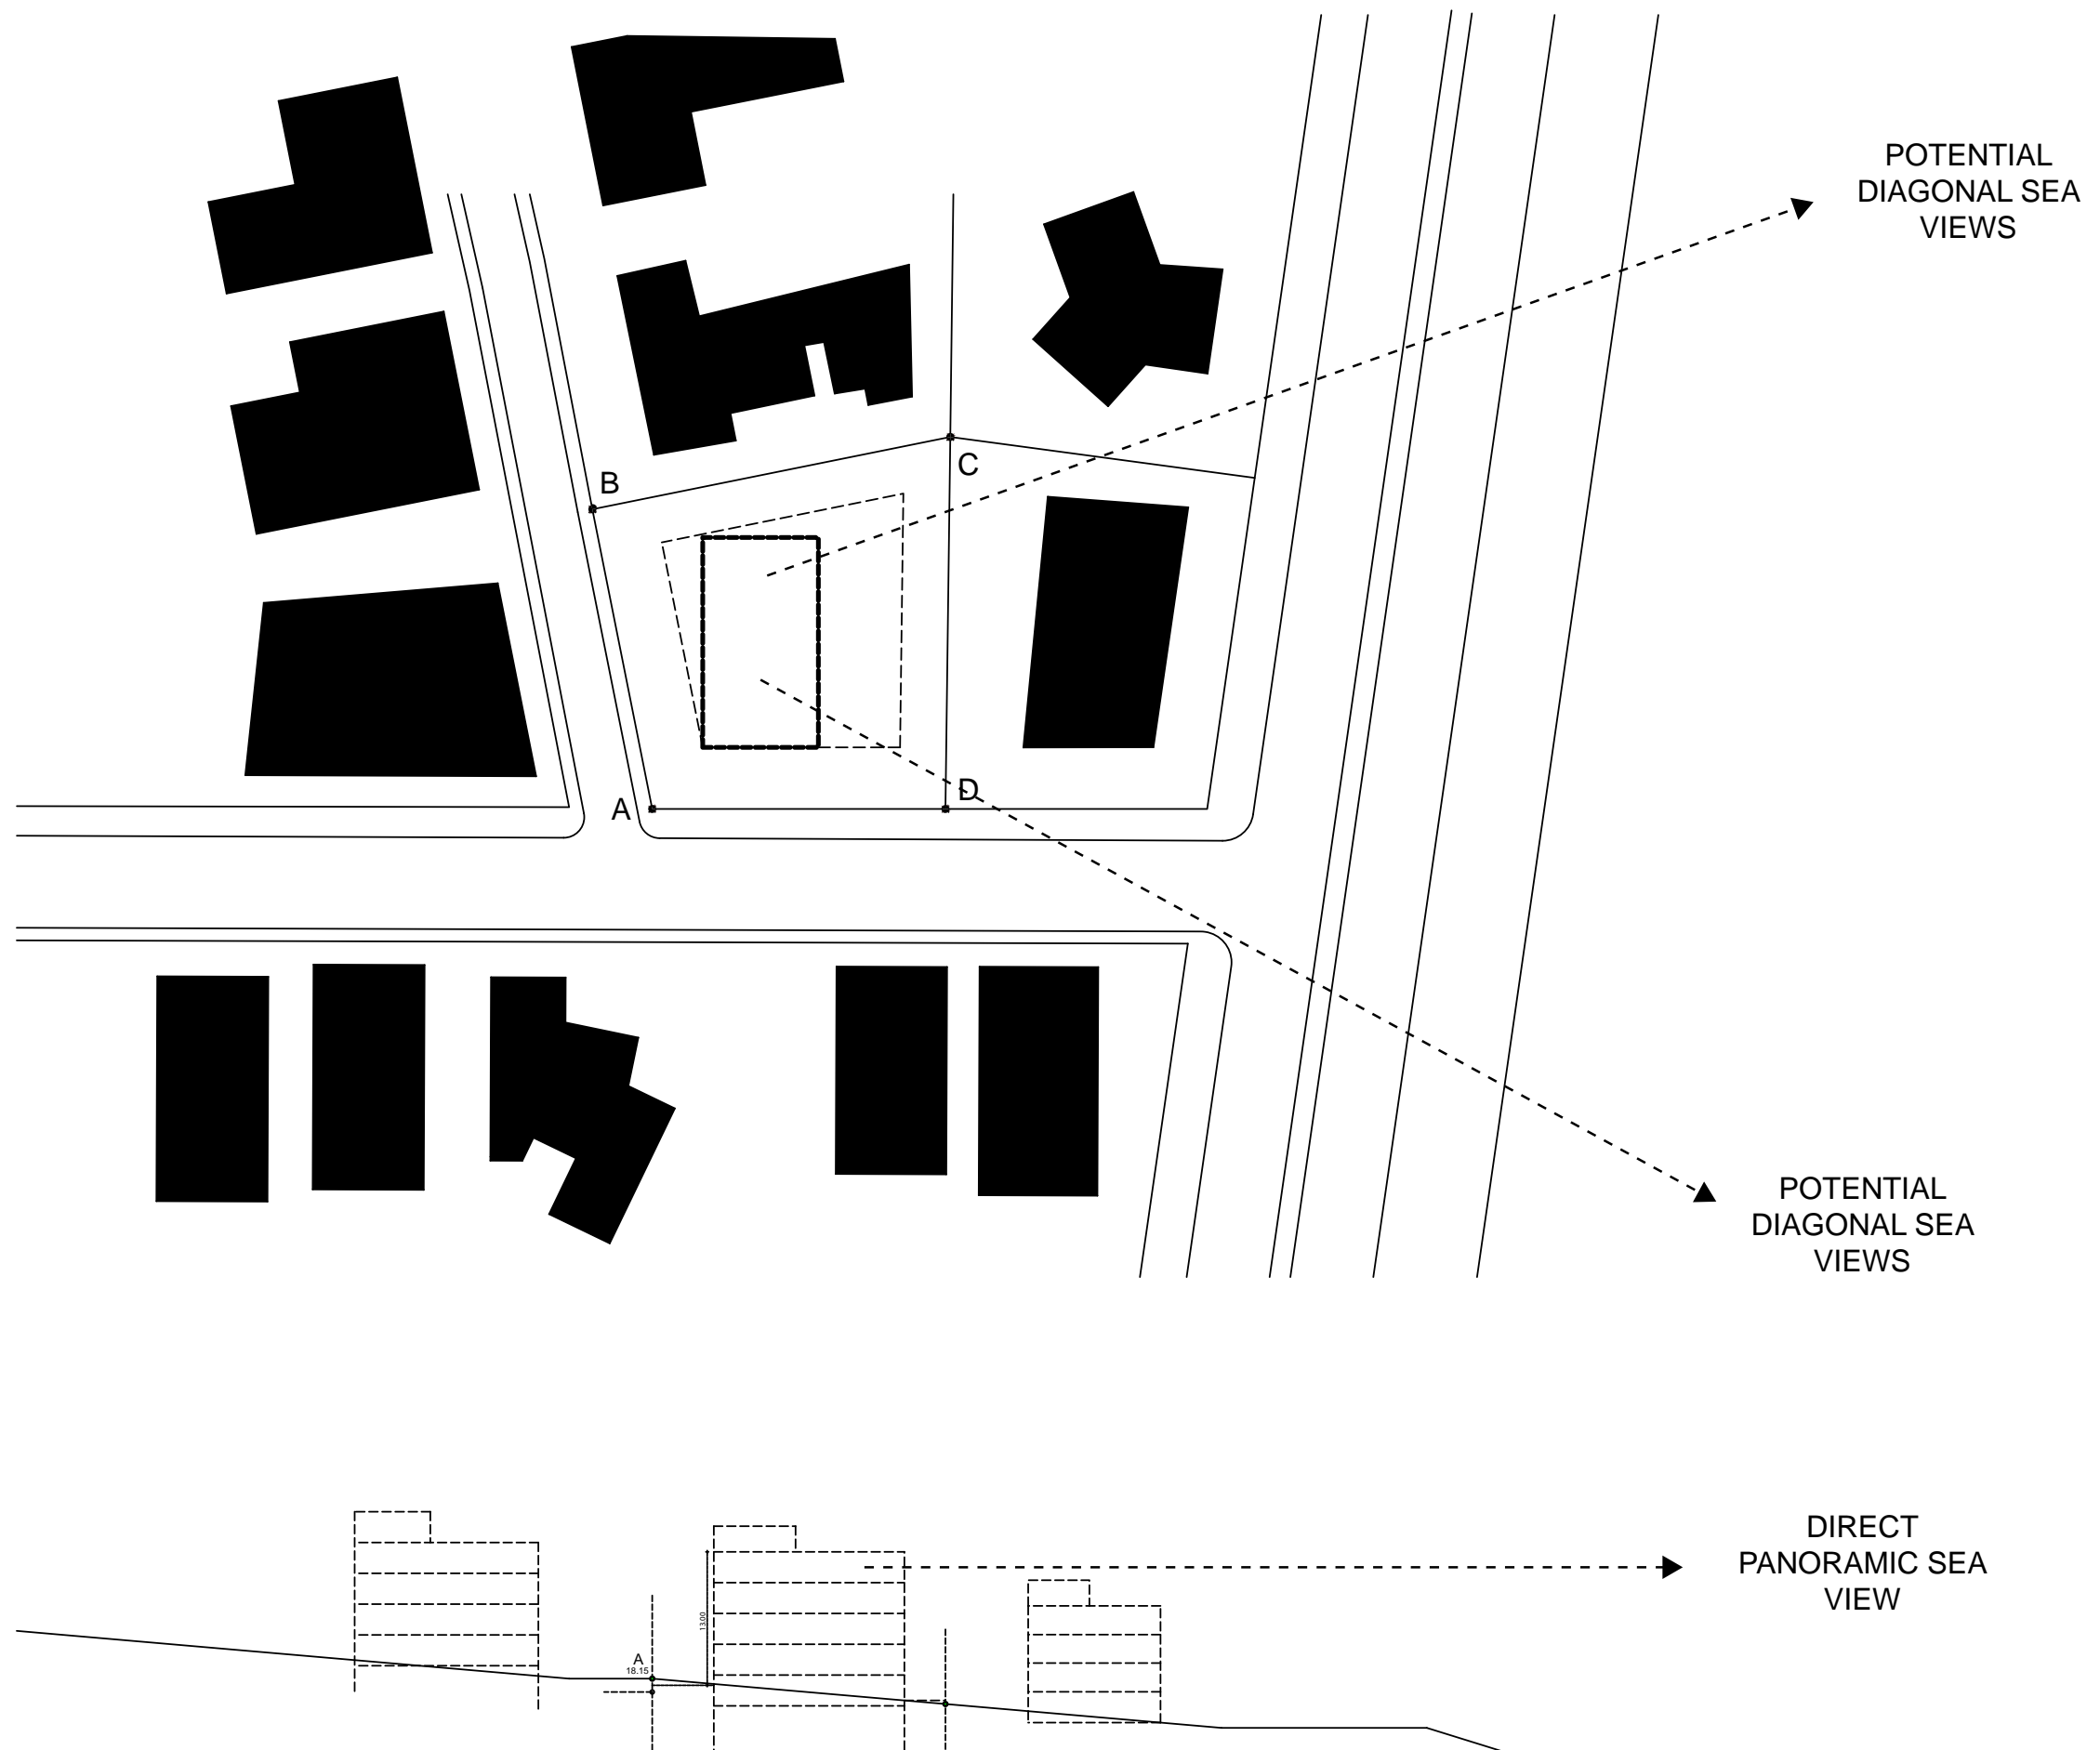 POTENTIAL
DIAGONAL SEA
VIEWS
B
C
A
D
POTENTIAL
DIAGONAL SEA
VIEWS
DIRECT
PANORAMIC SEA
VIEW
13.00
A
18.15